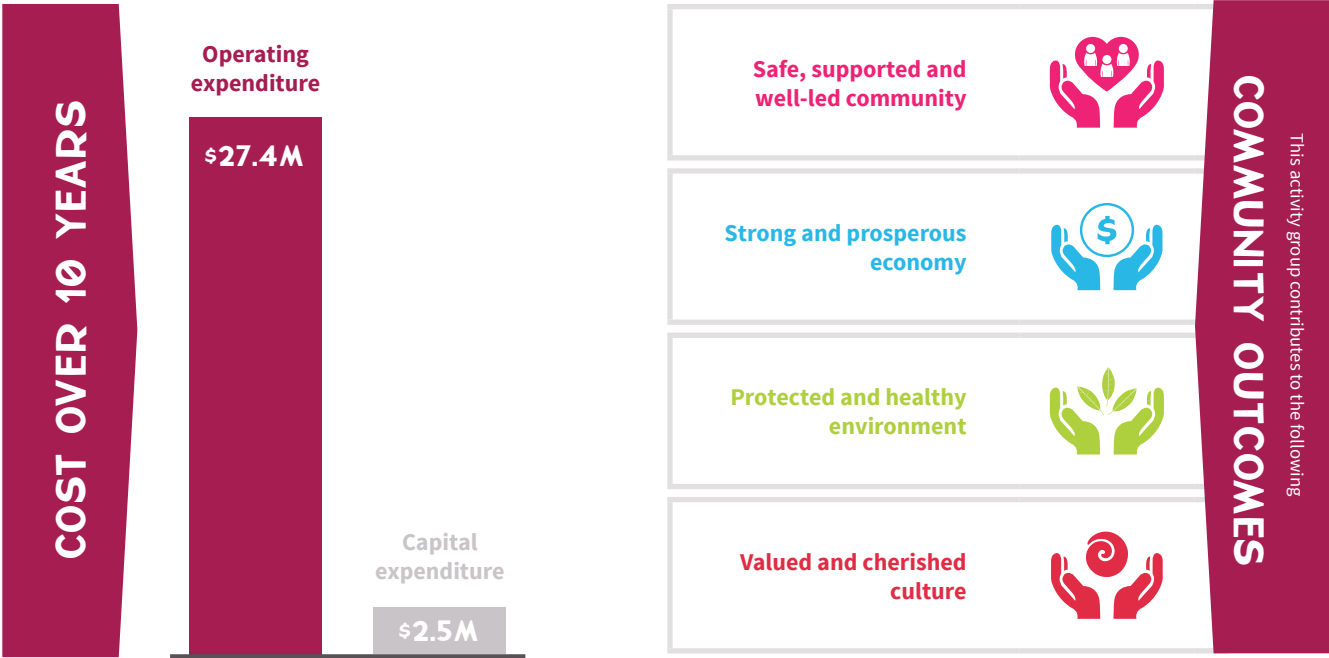 COST OVER 10 YEARS
Operating
expenditure
$27.4M
Capital
expenditure
$2.5M
Safe, supported and
well-led community
Strong and prosperous
economy
$
Protected and healthy
environment
Valued and cherished
culture
This activity group contributes to the following
COMMUNITY OUTCOMES